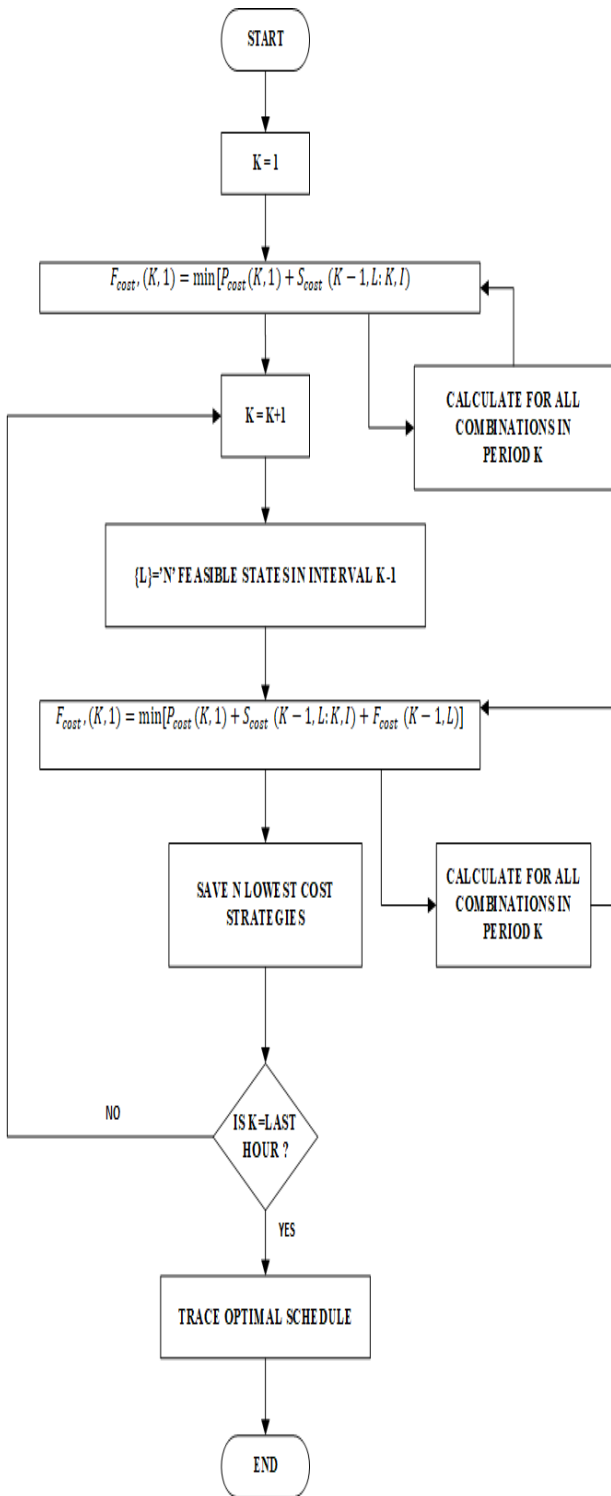 START
K = 1
F_cost, (K, 1) = min[P_cost(K, 1) + S_cost (K − 1, L: K, I)
CALCULATE FOR ALL
COMBINATIONS IN
PERIOD K
K = K+1
{L}='N' FEASIBLE STATES IN INTERVAL K-1
F_cost, (K, 1) = min[P_cost (K, 1) + S_cost (K − 1, L: K, I) + F_cost (K − 1, L)]
SAVE N LOWEST COST
STRATEGIES
CALCULATE FOR ALL
COMBINATIONS IN
PERIOD K
NO
IS K=LAST
HOUR ?
YES
TRACE OPTIMAL SCHEDULE
END